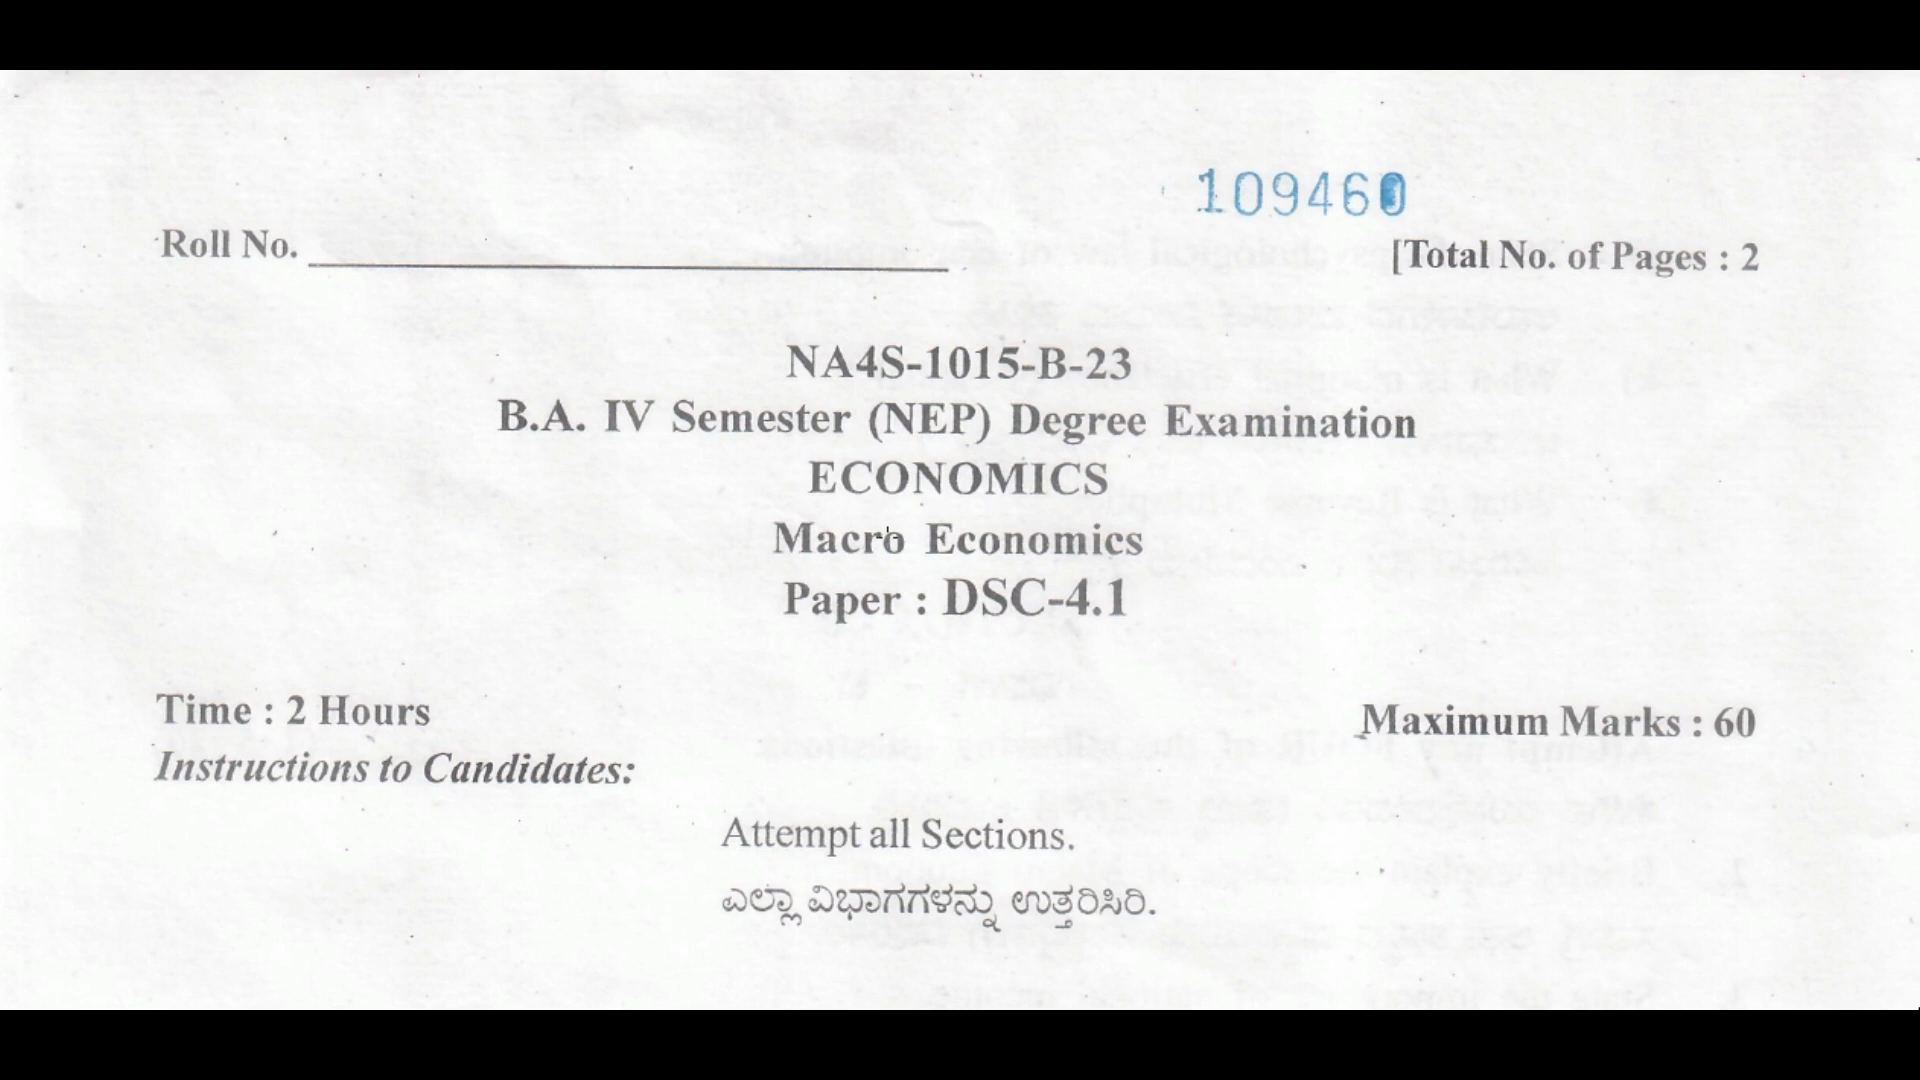 109460
Roll No.
[Total No. of Pages : 2
NA4S-1015-B-23
B.A. IV Semester (NEP) Degree Examination
ECONOMICS
Macro Economics
Paper : DSC-4.1
Time : 2 Hours
Maximum Marks : 60
Instructions to Candidates:
Attempt all Sections.
ಎಲ್ಲಾ ವಿಭಾಗಗಳನ್ನು ಉತ್ತರಿಸಿರಿ.